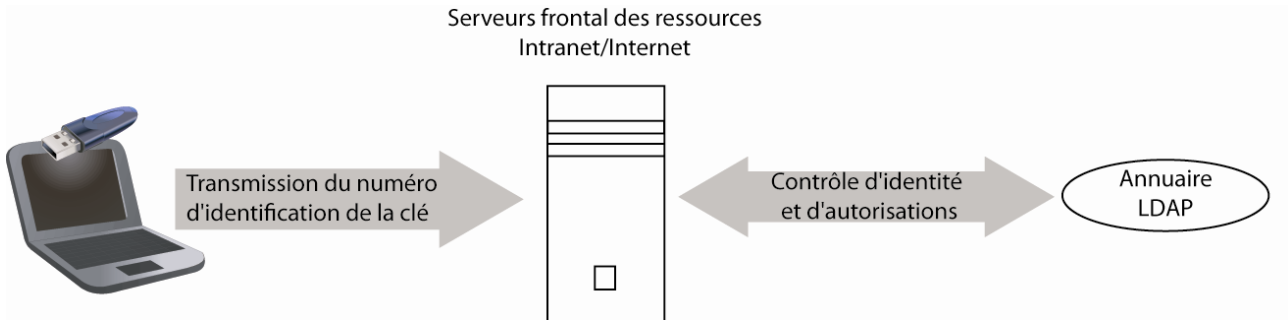 Serveurs frontal des ressources
Intranet/Internet
Transmission du numéro
d'identification de la clé
Contrôle d'identité
et d'autorisations
Annuaire
LDAP